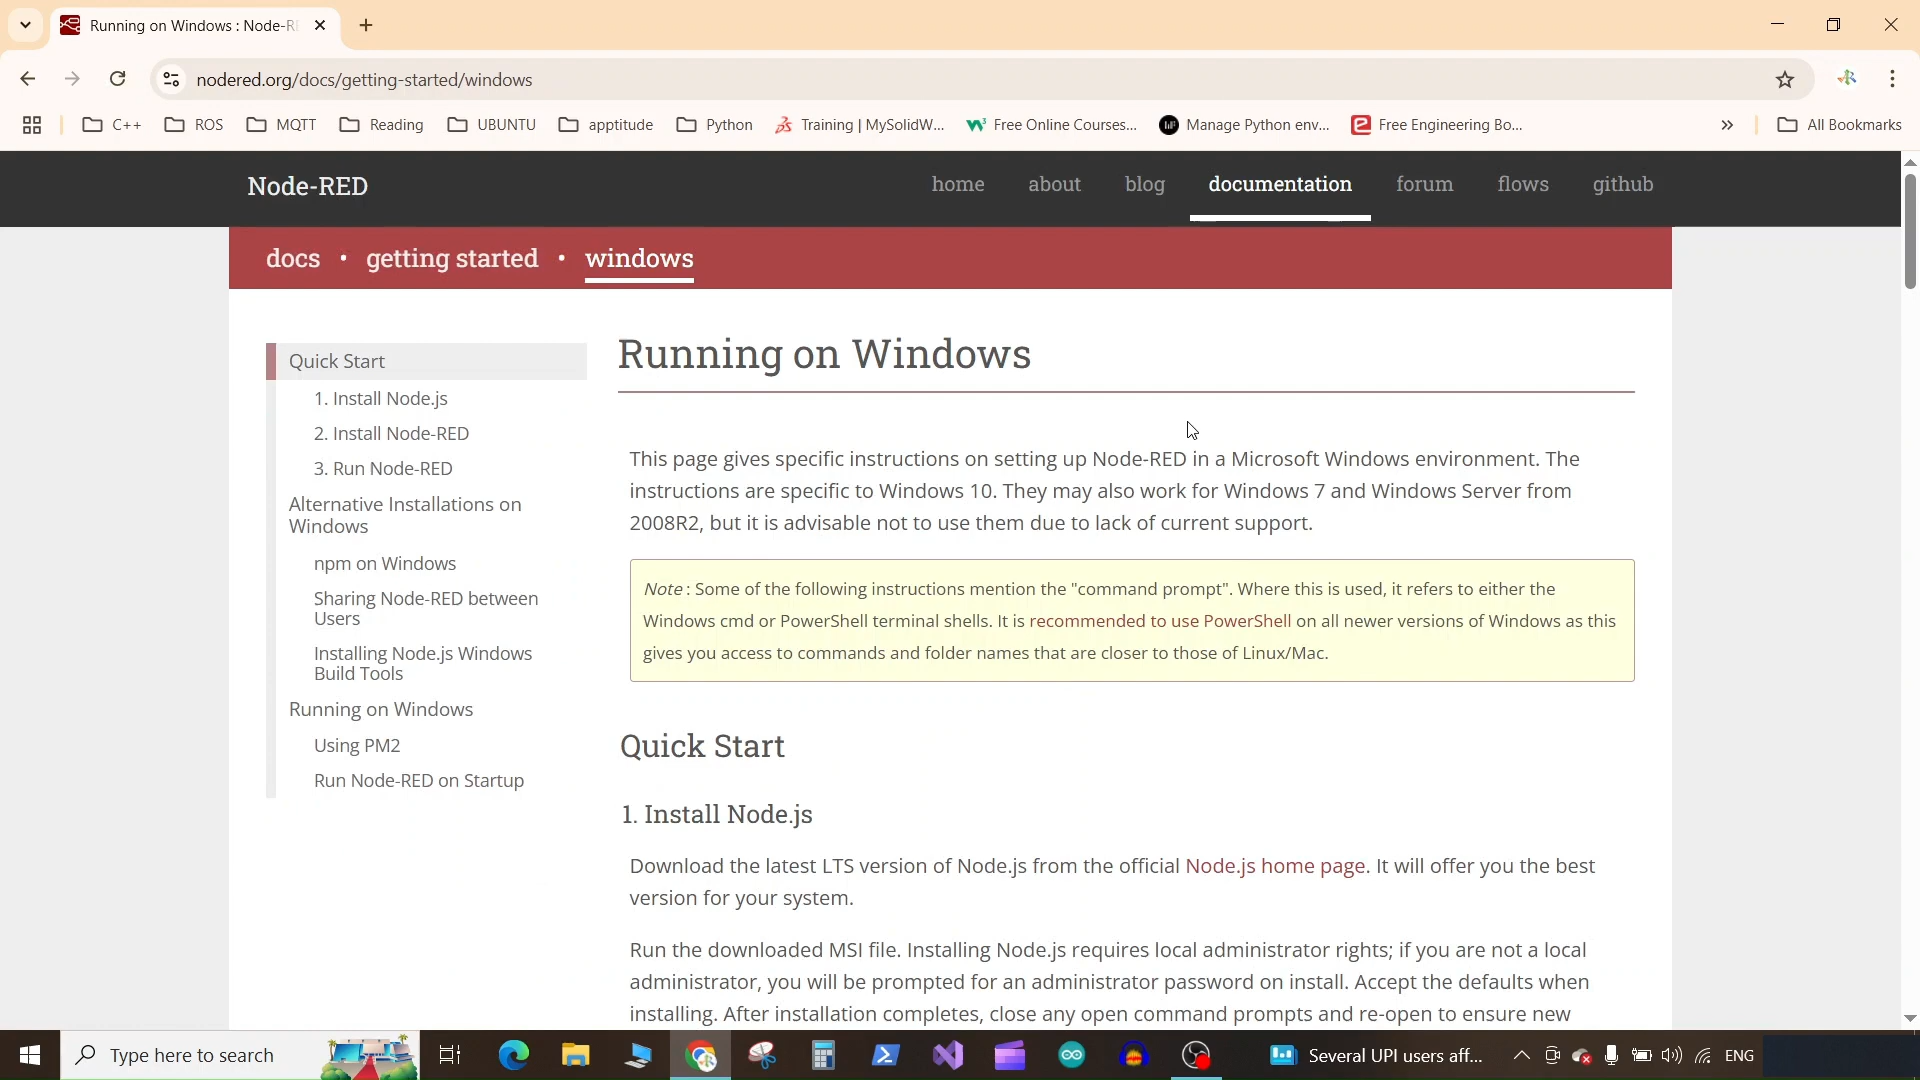 Running on Windows : Node-RE
nodered.org/docs/getting-started/windows
C++ ROS MQTT Reading UBUNTU apptitude Python Training | MySolidW... Free Online Courses... Manage Python env... Free Engineering Bo... » All Bookmarks
Node-RED
home about blog documentation forum flows github
docs • getting started • windows
Quick Start
1. Install Node.js
2. Install Node-RED
3. Run Node-RED
Alternative Installations on
Windows
npm on Windows
Sharing Node-RED between
Users
Installing Node.js Windows
Build Tools
Running on Windows
Using PM2
Run Node-RED on Startup
Running on Windows
This page gives specific instructions on setting up Node-RED in a Microsoft Windows environment. The
instructions are specific to Windows 10. They may also work for Windows 7 and Windows Server from
2008R2, but it is advisable not to use them due to lack of current support.
Note : Some of the following instructions mention the "command prompt". Where this is used, it refers to either the
Windows cmd or PowerShell terminal shells. It is recommended to use PowerShell on all newer versions of Windows as this
gives you access to commands and folder names that are closer to those of Linux/Mac.
Quick Start
1. Install Node.js
Download the latest LTS version of Node.js from the official Node.js home page. It will offer you the best
version for your system.
Run the downloaded MSI file. Installing Node.js requires local administrator rights; if you are not a local
administrator, you will be prompted for an administrator password on install. Accept the defaults when
installing. After installation completes, close any open command prompts and re-open to ensure new
Type here to search
Several UPI users aff...
ENG